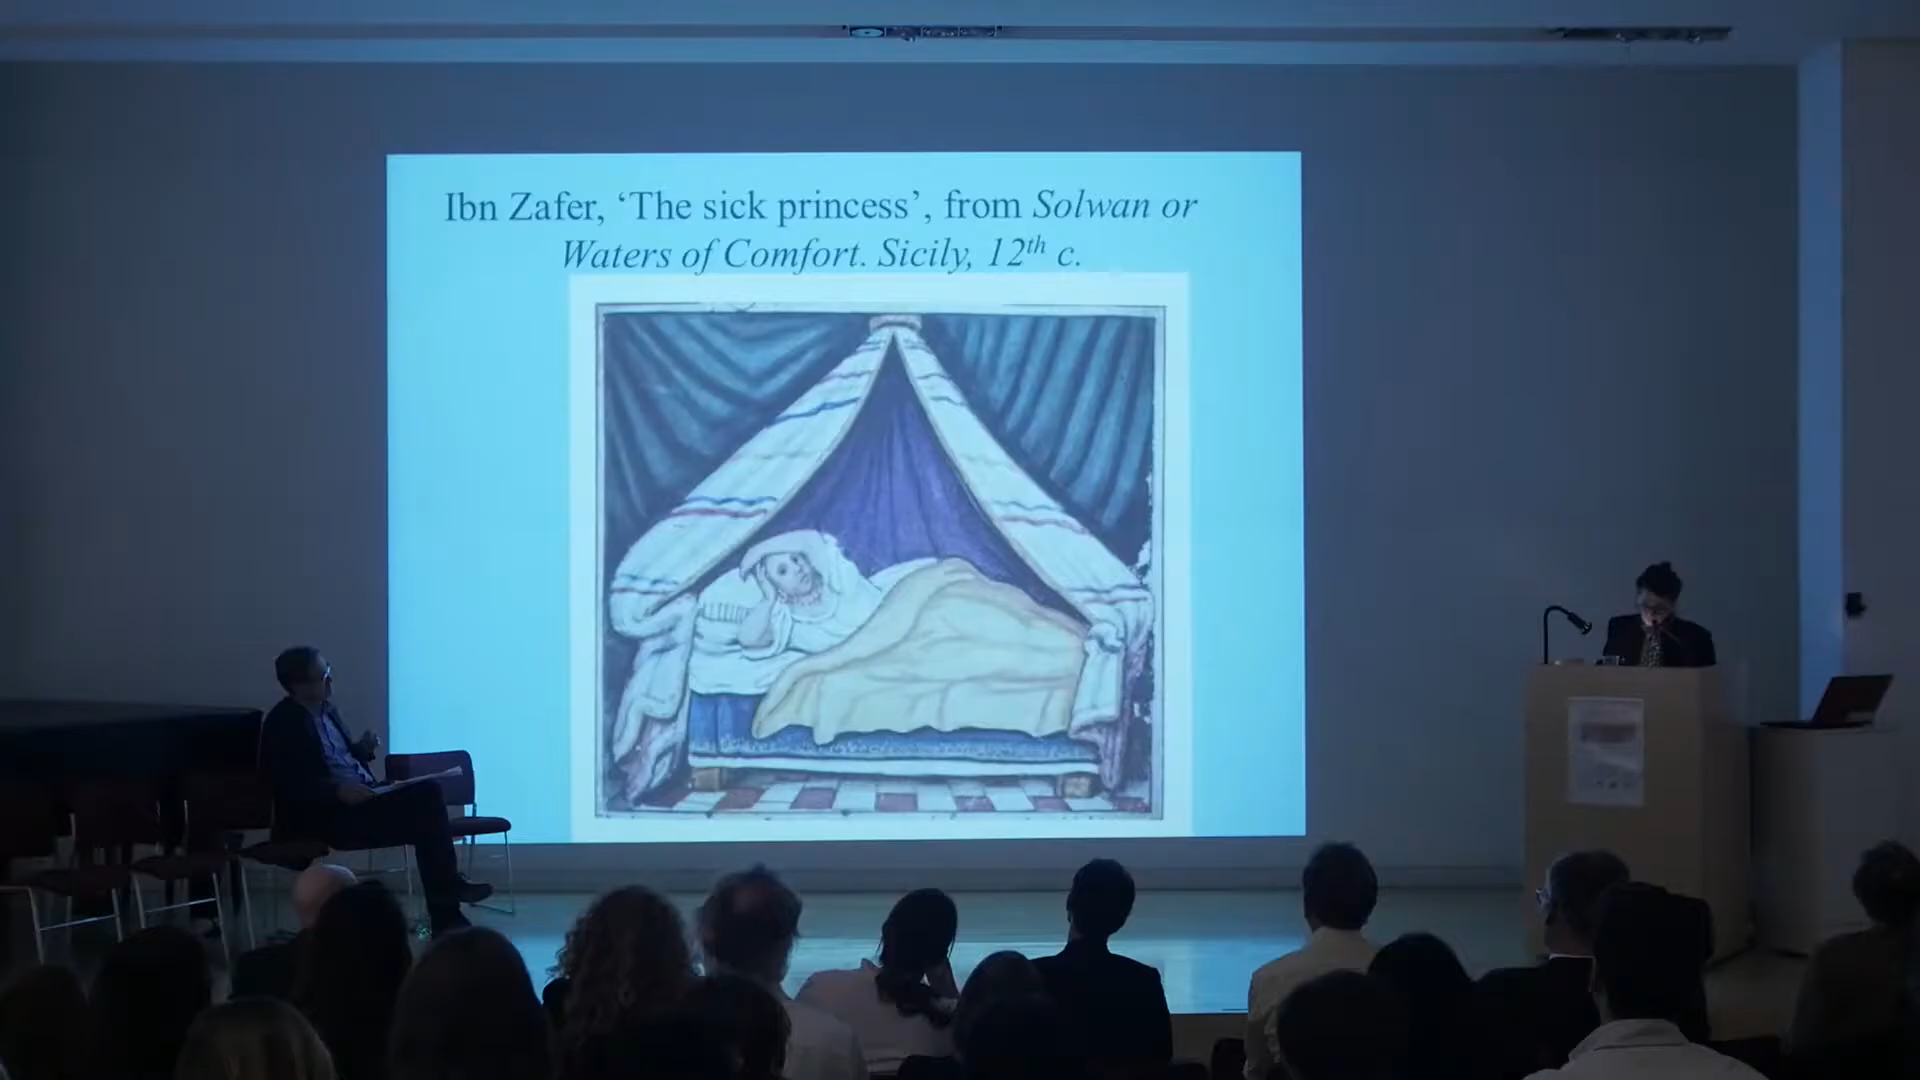 Ibn Zafer, ‘The sick princess’, from Solwan or
Waters of Comfort. Sicily, 12th c.